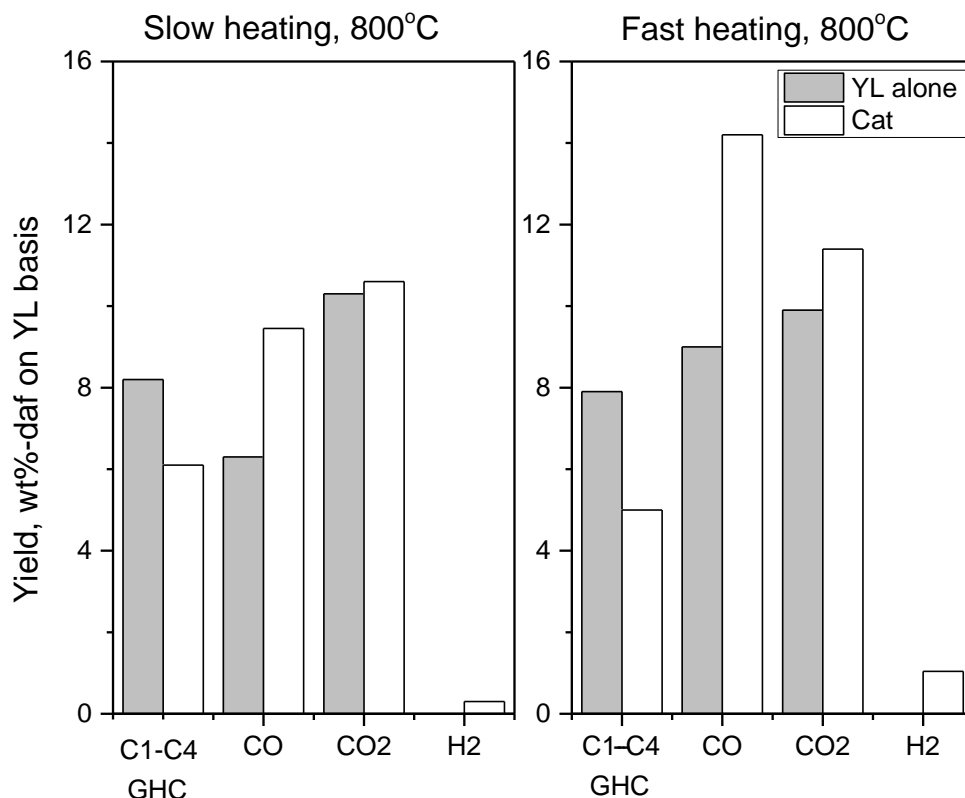 Slow heating, 800°C
Fast heating, 800°C
Yield, wt%-daf on YL basis
16
12
8
4
0
C1-C4
GHC
CO
CO2
H2
16
12
8
4
0
YL alone
Cat
C1-C4
GHC
CO
CO2
H2